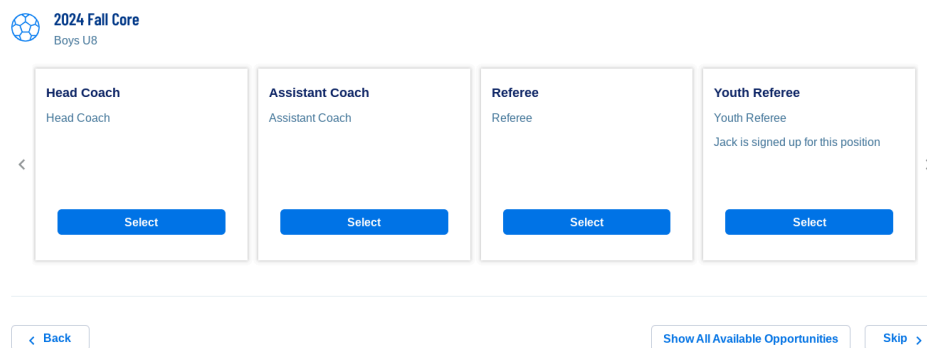 2024 Fall Core
Boys U8
Head Coach
Head Coach
Select
Assistant Coach
Assistant Coach
Select
Referee
Referee
Select
Youth Referee
Youth Referee
Jack is signed up for this position
Select
Back
Show All Available Opportunities
Skip